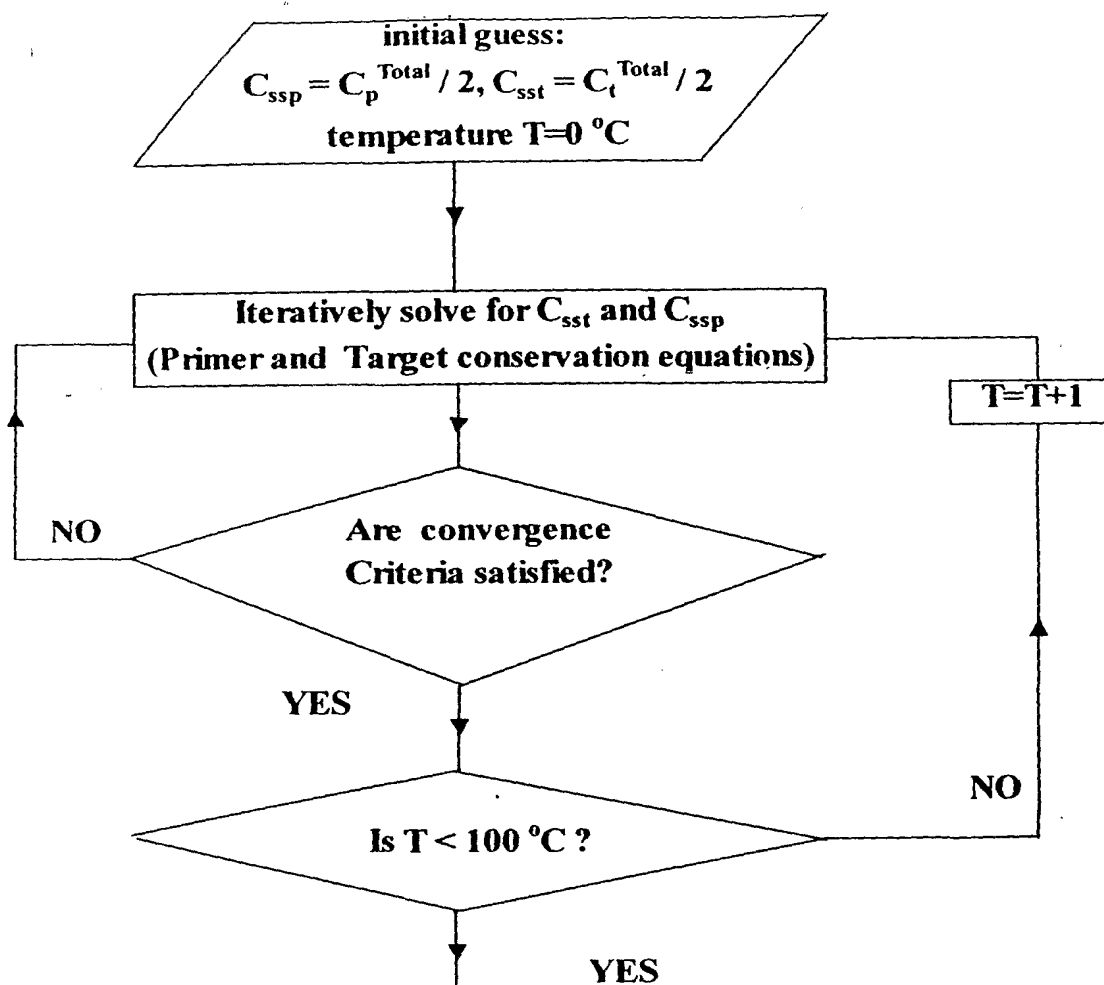 initial guess:
C_ssp = C_p^Total / 2, C_sst = C_t^Total / 2
temperature T=0 °C
Iteratively solve for C_sst and C_ssp
(Primer and Target conservation equations)
T=T+1
NO
Are convergence
Criteria satisfied?
YES
NO
Is T < 100 °C ?
YES